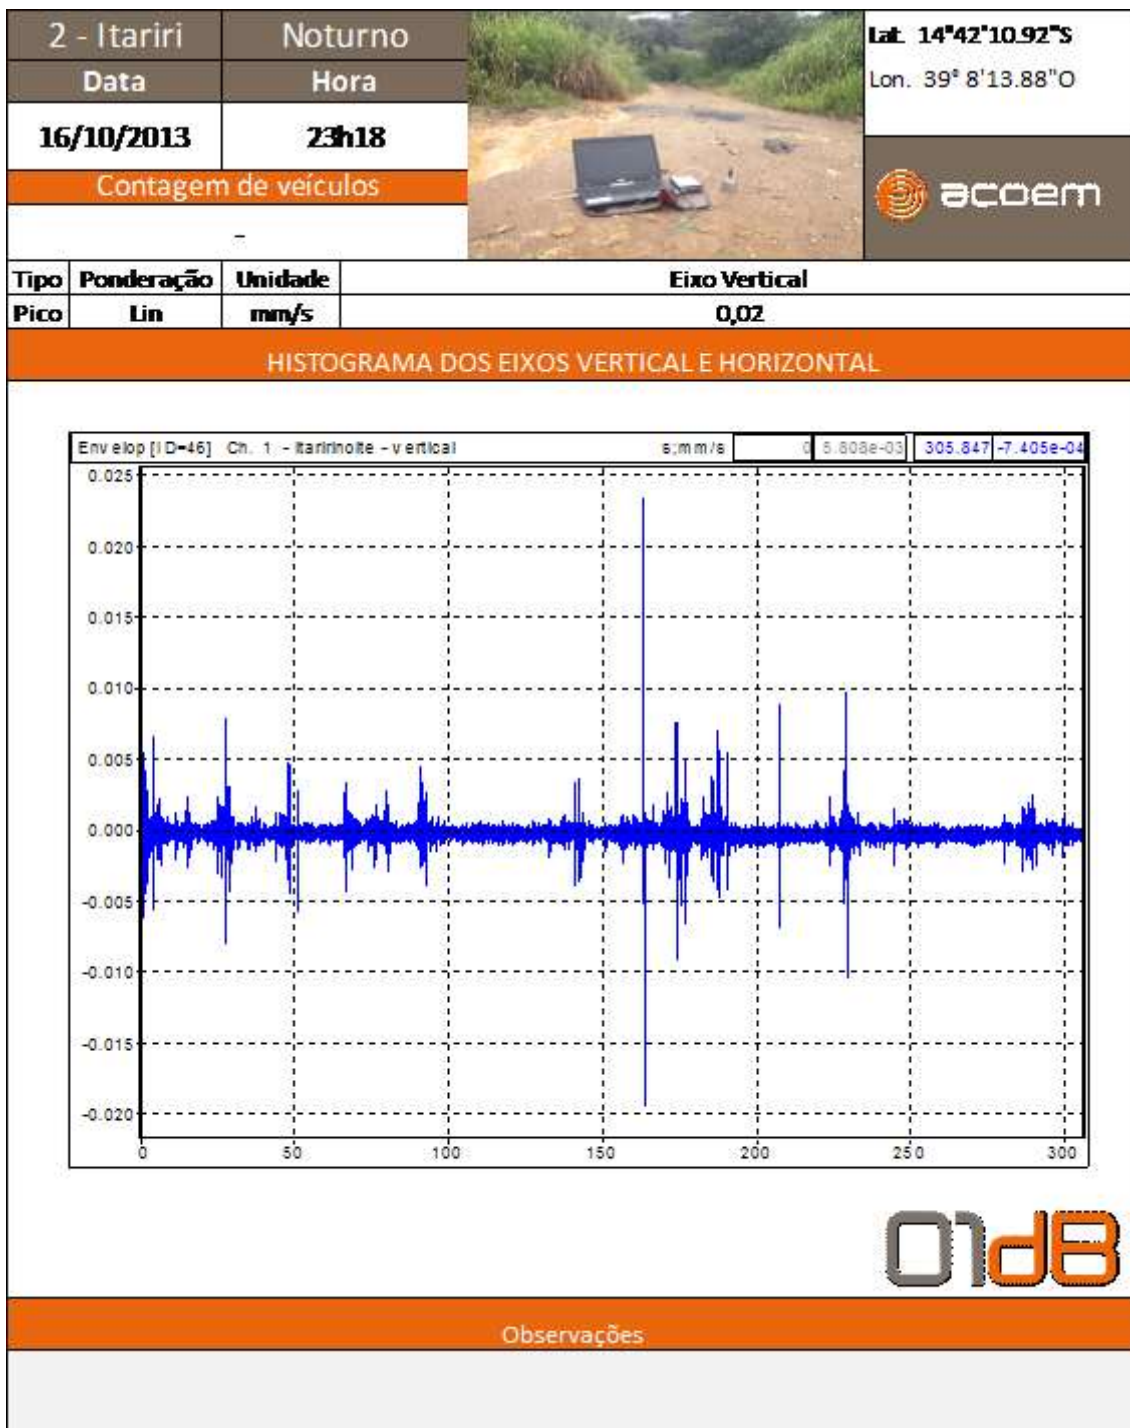 2 - Itariri Noturno
Lat. 14°42'10.92"S
Data Hora
Lon. 39° 8'13.88"O
16/10/2013 23h18
Contagem de veículos
acoem
-
Tipo Ponderação Unidade Eixo Vertical
Pico Lin mm/s 0,02
HISTOGRAMA DOS EIXOS VERTICAL E HORIZONTAL
Envelop [ID=46] Ch. 1 - Itaririnoite - vertical s;mm/s 0 5.808e-03 305.847 -7.405e-04
0.025
0.020
0.015
0.010
0.005
0.000
-0.005
-0.010
-0.015
-0.020
0 50 100 150 200 250 300
01dB
Observações